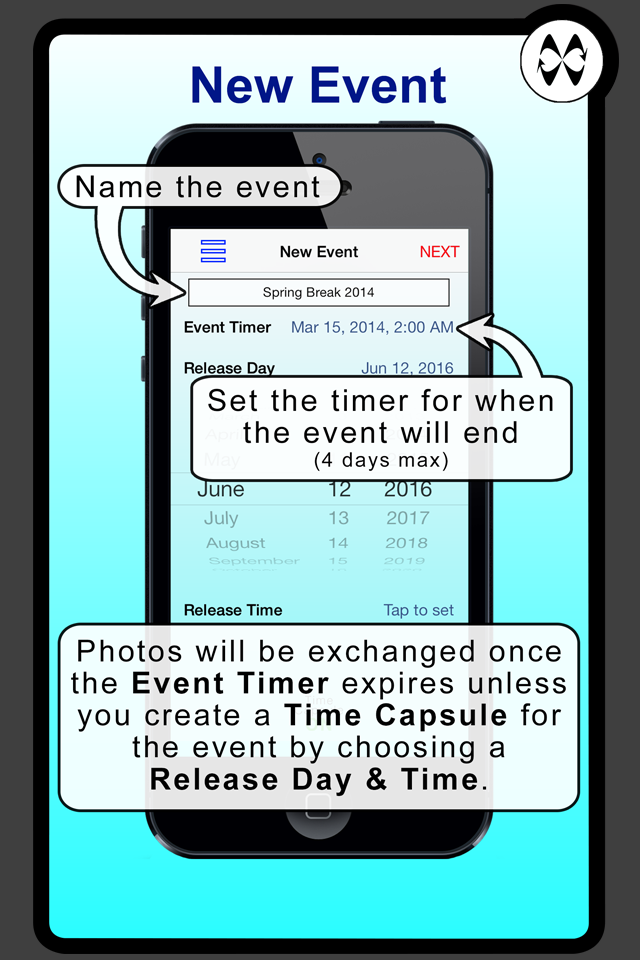 New Event
Name the event
New Event NEXT
Spring Break 2014
Event Timer Mar 15, 2014, 2:00 AM
Release Day Jun 12, 2016
Set the timer for when
the event will end
(4 days max)
April
May
June 12 2016
July 13 2017
August 14 2018
September 15 2019
Release Time Tap to set
Photos will be exchanged once
the Event Timer expires unless
you create a Time Capsule for
the event by choosing a
Release Day & Time.